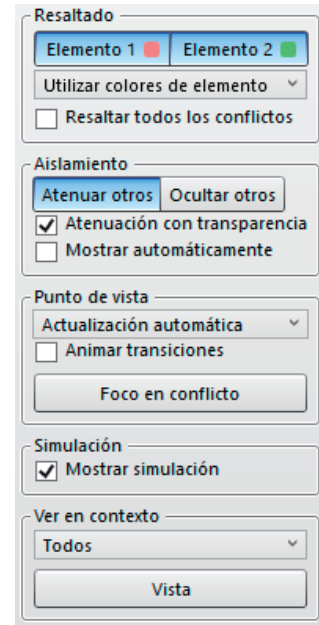 Resaltado
Elemento 1 Elemento 2
Utilizar colores de elemento
Resaltar todos los conflictos
Aislamiento
Atenuar otros Ocultar otros
Atenuación con transparencia
Mostrar automáticamente
Punto de vista
Actualización automática
Animar transiciones
Foco en conflicto
Simulación
Mostrar simulación
Ver en contexto
Todos
Vista